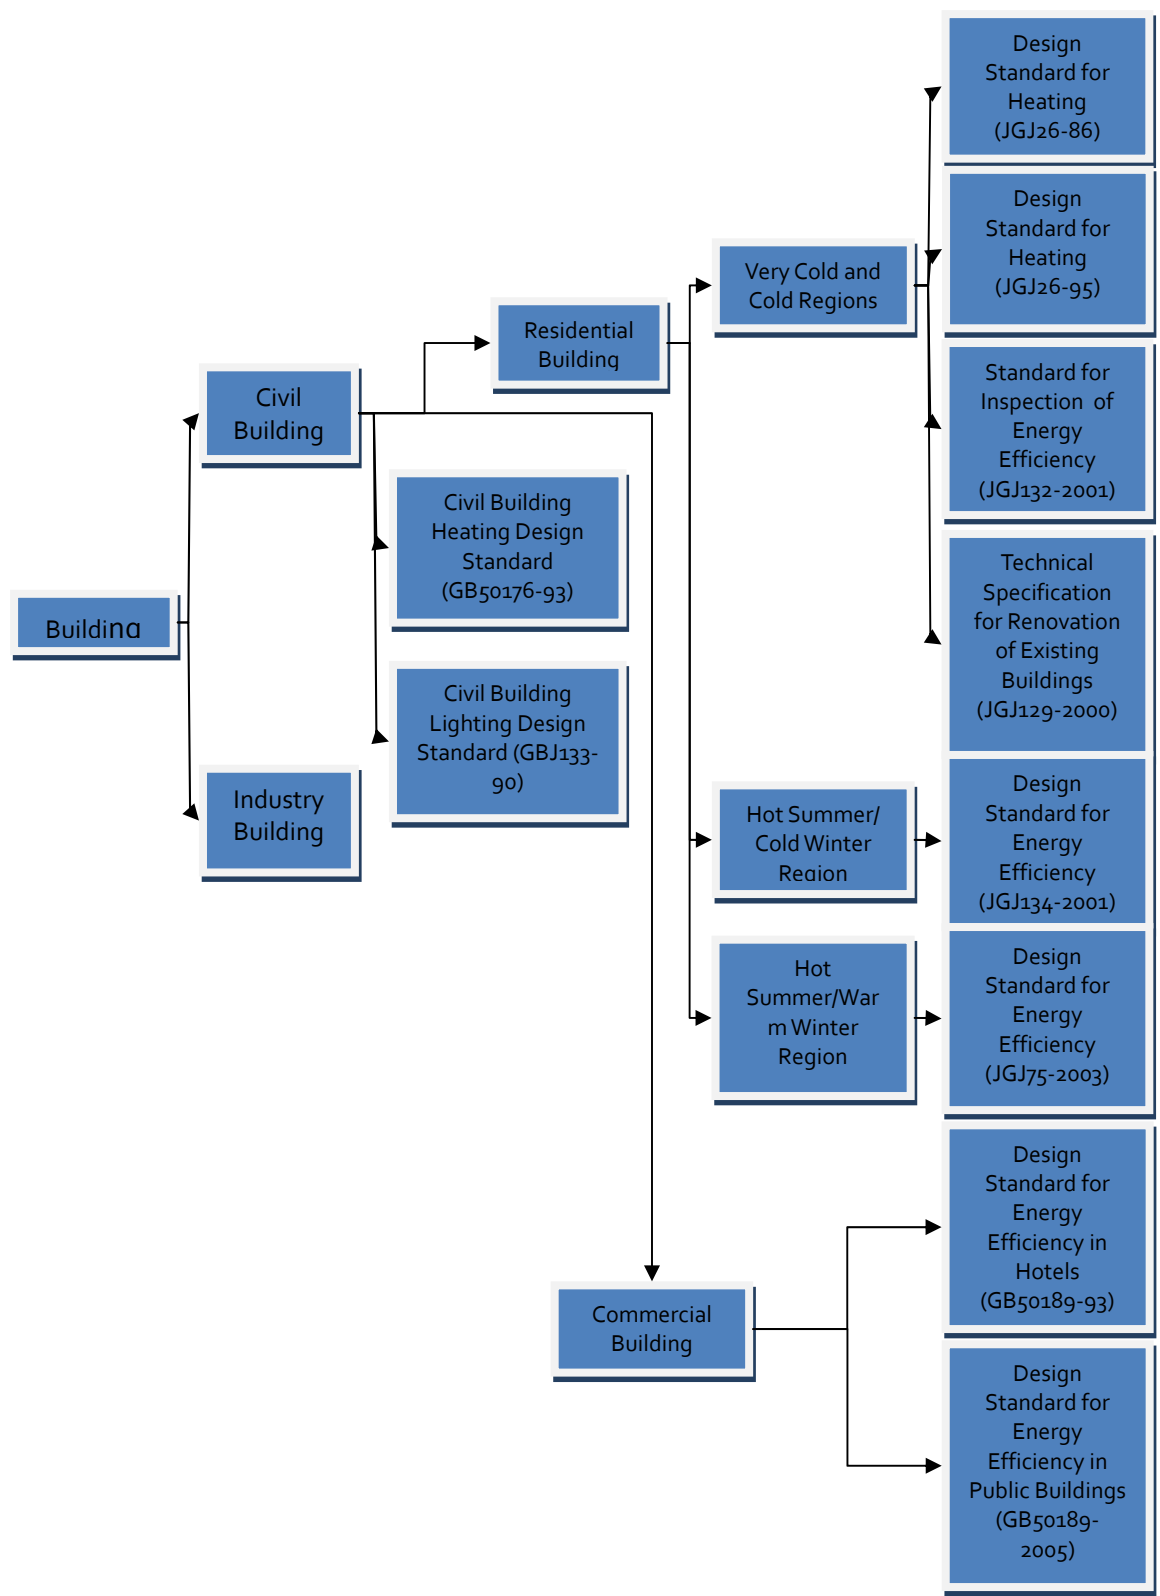 Building
Civil
Building
Industry
Building
Civil Building
Heating Design
Standard
(GB50176-93)
Civil Building
Lighting Design
Standard (GBJ133-
90)
Residential
Building
Commercial
Building
Very Cold and
Cold Regions
Hot Summer/
Cold Winter
Region
Hot
Summer/War
m Winter
Region
Design
Standard for
Heating
(JGJ26-86)
Design
Standard for
Heating
(JGJ26-95)
Standard for
Inspection of
Energy
Efficiency
(JGJ132-2001)
Technical
Specification
for Renovation
of Existing
Buildings
(JGJ129-2000)
Design
Standard for
Energy
Efficiency
(JGJ134-2001)
Design
Standard for
Energy
Efficiency
(JGJ75-2003)
Design
Standard for
Energy
Efficiency in
Hotels
(GB50189-93)
Design
Standard for
Energy
Efficiency in
Public Buildings
(GB50189-
2005)